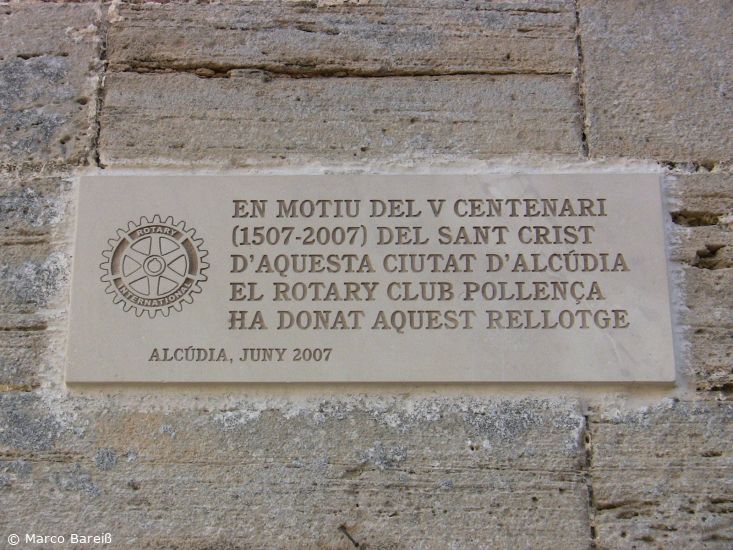 EN MOTIU DEL V CENTENARI
(1507-2007) DEL SANT CRIST
D'AQUESTA CIUTAT D'ALCÚDIA
EL ROTARY CLUB POLLENÇA
HA DONAT AQUEST RELLOTGE
ALCÚDIA, JUNY 2007
ROTARY
INTERNATIONAL
© Marco Bareiß